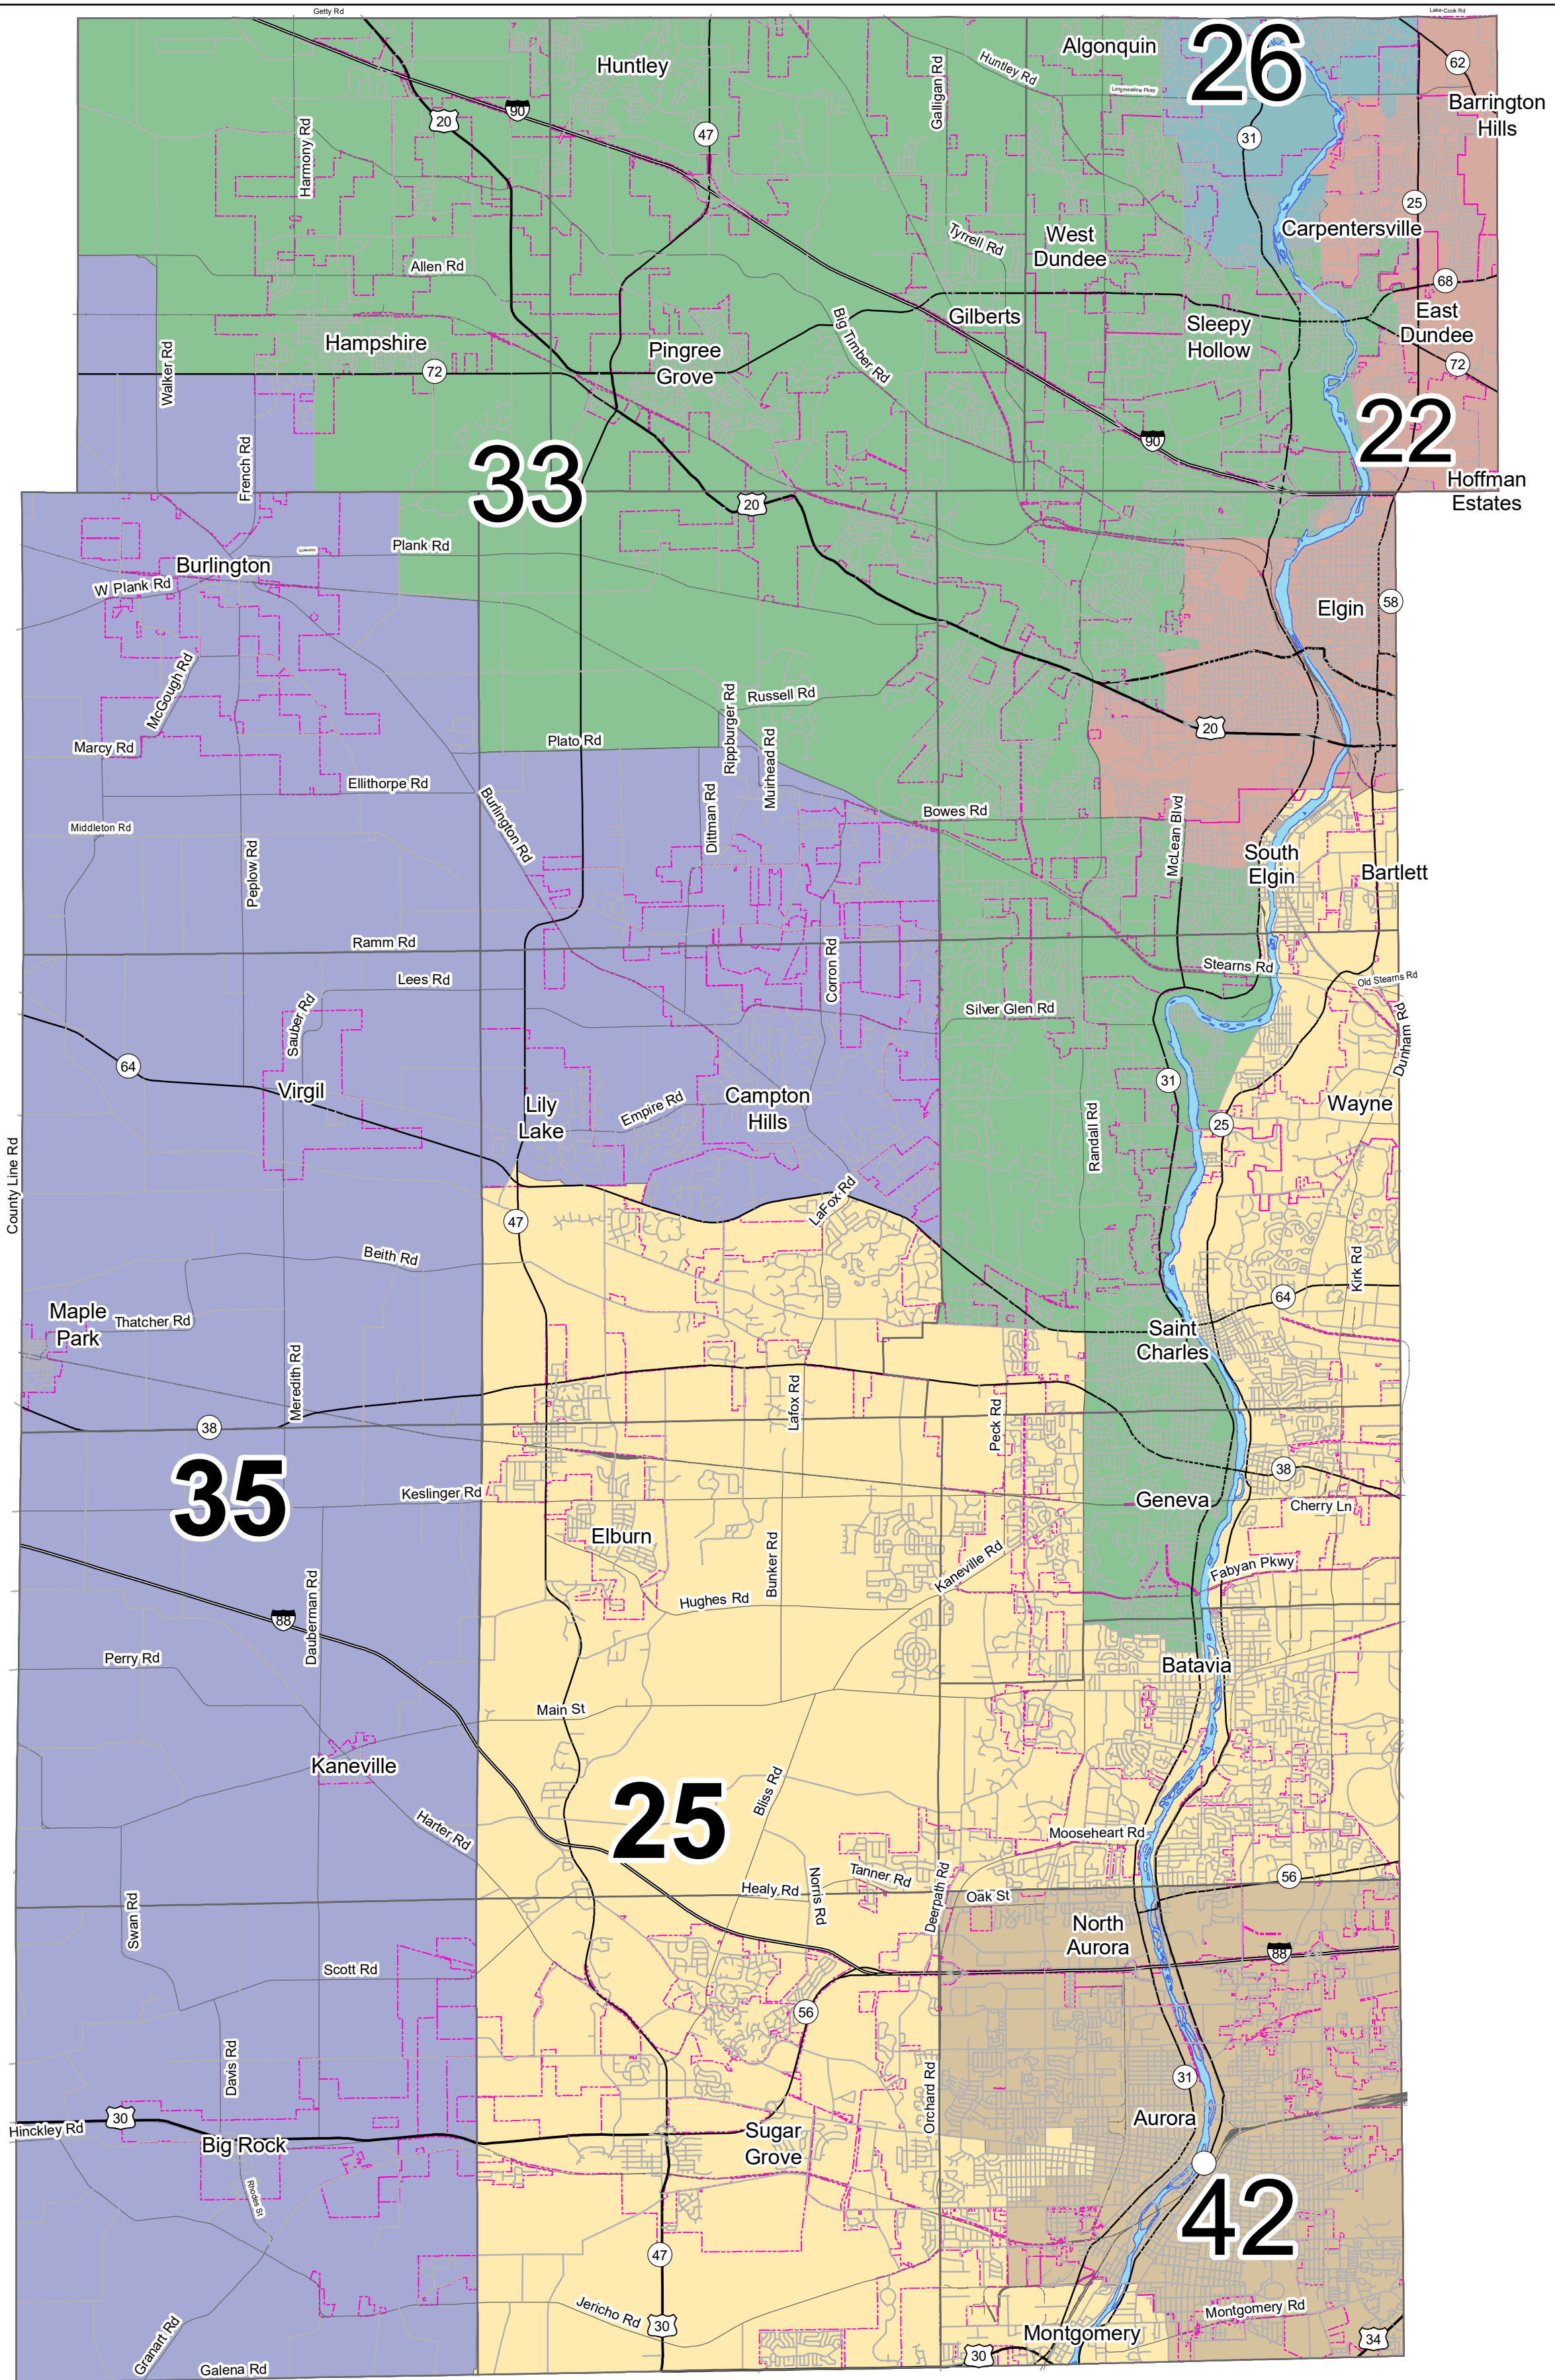 Getty Rd
Lake-Cook Rd
Huntley
Algonquin
26
62
Galligan Rd
Huntley Rd
Longmeadow Pkwy
Barrington
Hills
90
20
47
31
Harmony Rd
25
Carpentersville
West
Dundee
Tyrrell Rd
Allen Rd
68
East
Dundee
Gilberts
Sleepy
Hollow
Big Timber Rd
Hampshire
Pingree
Grove
Walker Rd
72
72
22
90
French Rd
33
Hoffman
Estates
20
Plank Rd
Burlington
W Plank Rd
Elgin
58
McGough Rd
Russell Rd
Rippburger Rd
Marcy Rd
Plato Rd
20
Muirhead Rd
Ellithorpe Rd
Dittman Rd
Burlington Rd
Bowes Rd
McLean Blvd
Middleton Rd
Peplow Rd
South
Elgin
Bartlett
Ramm Rd
Corron Rd
Lees Rd
Stearns Rd
Old Stearns Rd
Silver Glen Rd
Sauber Rd
Dunham Rd
64
Virgil
31
Lily
Lake
Empire Rd
Campton
Hills
Wayne
25
Randall Rd
County Line Rd
LaFox Rd
47
Beith Rd
Kirk Rd
64
Maple
Park
Thatcher Rd
Saint
Charles
Meredith Rd
Lafox Rd
Peck Rd
38
38
35
Keslinger Rd
Geneva
Cherry Ln
Elburn
Bunker Rd
Kaneville Rd
Fabyan Pkwy
Hughes Rd
Dauberman Rd
88
Perry Rd
Batavia
Main St
Kaneville
25
Bliss Rd
Harter Rd
Mooseheart Rd
56
Tanner Rd
Healy Rd
Norris Rd
Deerpath Rd
Oak St
Swan Rd
North
Aurora
88
Scott Rd
56
Davis Rd
Orchard Rd
31
30
Hinckley Rd
Big Rock
Sugar
Grove
Aurora
Rhodes St
42
47
Jericho Rd
Granart Rd
30
Montgomery Rd
Montgomery
34
30
Galena Rd